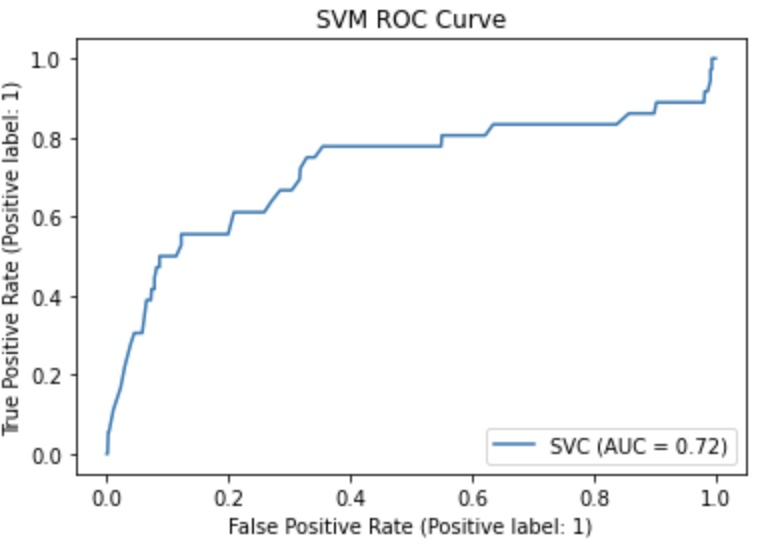 SVM ROC Curve
True Positive Rate (Positive label: 1)
1.0
0.8
0.6
0.4
0.2
0.0
SVC (AUC = 0.72)
0.0 0.2 0.4 0.6 0.8 1.0
False Positive Rate (Positive label: 1)